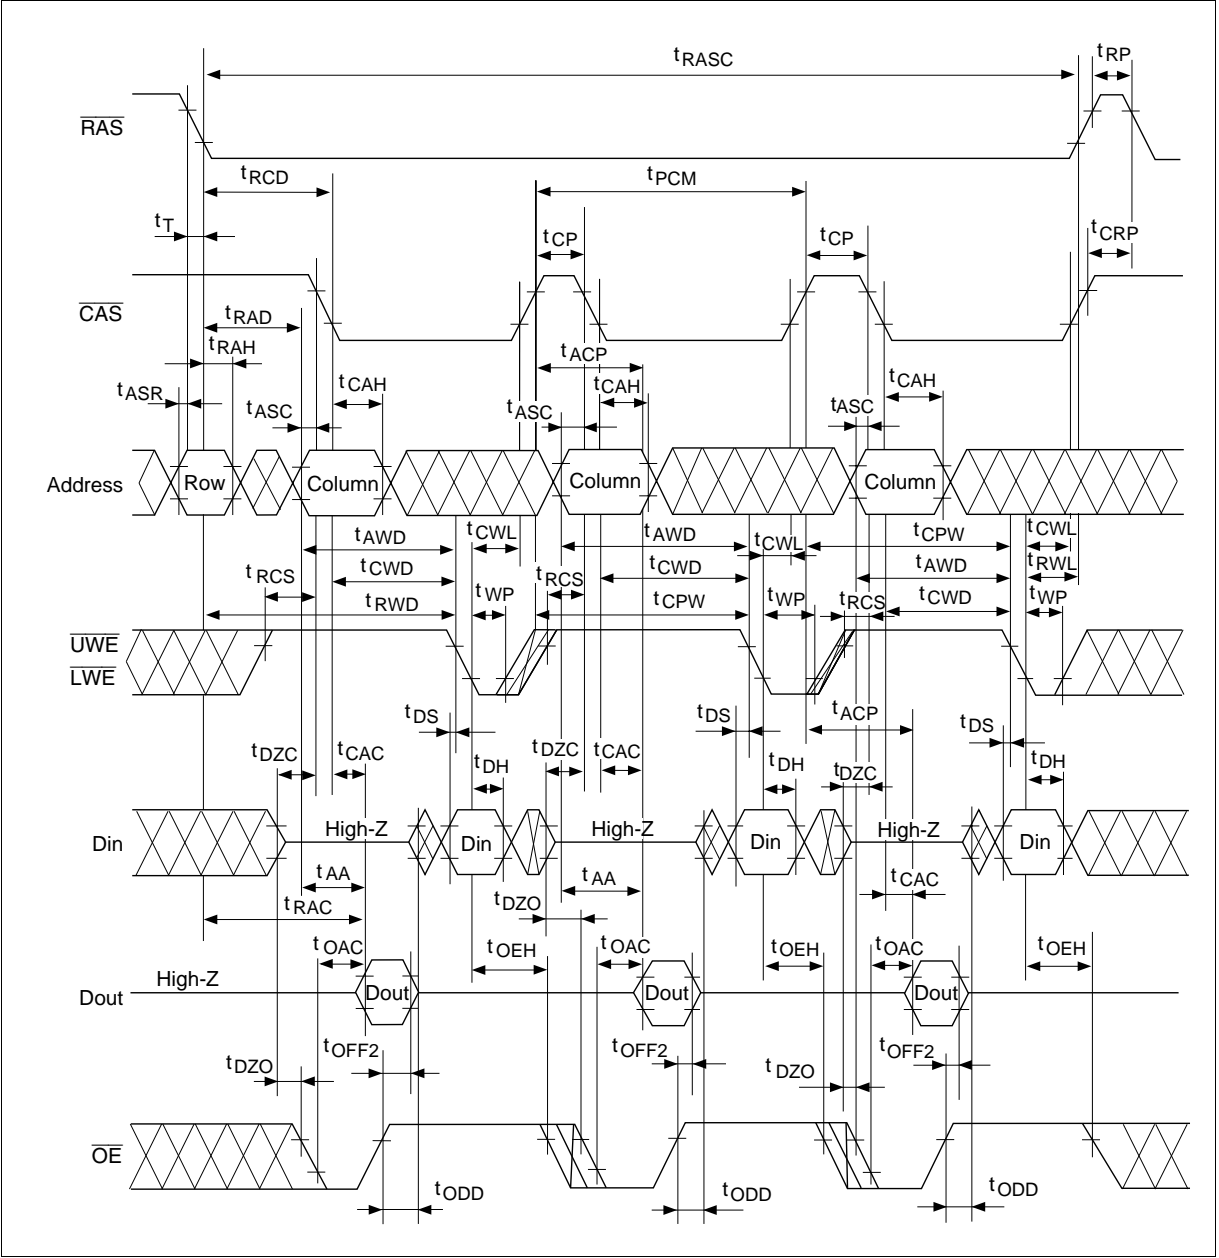 tRASC
tRP
RAS
tRCD
tPCM
tT
tCP
tCP
tCRP
CAS
tRAD
tRAH
tACP
tASR
tCAH
tCAH
tCAH
tASC
tASC
tASC
Address
Row
Column
Column
Column
tAWD
tCWL
tAWD
tCWL
tCPW
tCWL
tRCS
tCWD
tRCS
tCWD
tAWD
tRWL
tRWD
tWP
tCPW
tWP
tRCS
tCWD
tWP
UWE
LWE
tDS
tDS
tACP
tDS
tDZC
tCAC
tDZC
tCAC
tDH
tDH
tDZC
tDH
Din
High-Z
Din
High-Z
Din
High-Z
Din
tAA
tAA
tCAC
tRAC
tDZO
tOAC
tOEH
tOAC
tOEH
tOAC
tOEH
Dout
High-Z
Dout
Dout
Dout
tDZO
tOFF2
tOFF2
tDZO
tOFF2
OE
tODD
tODD
tODD